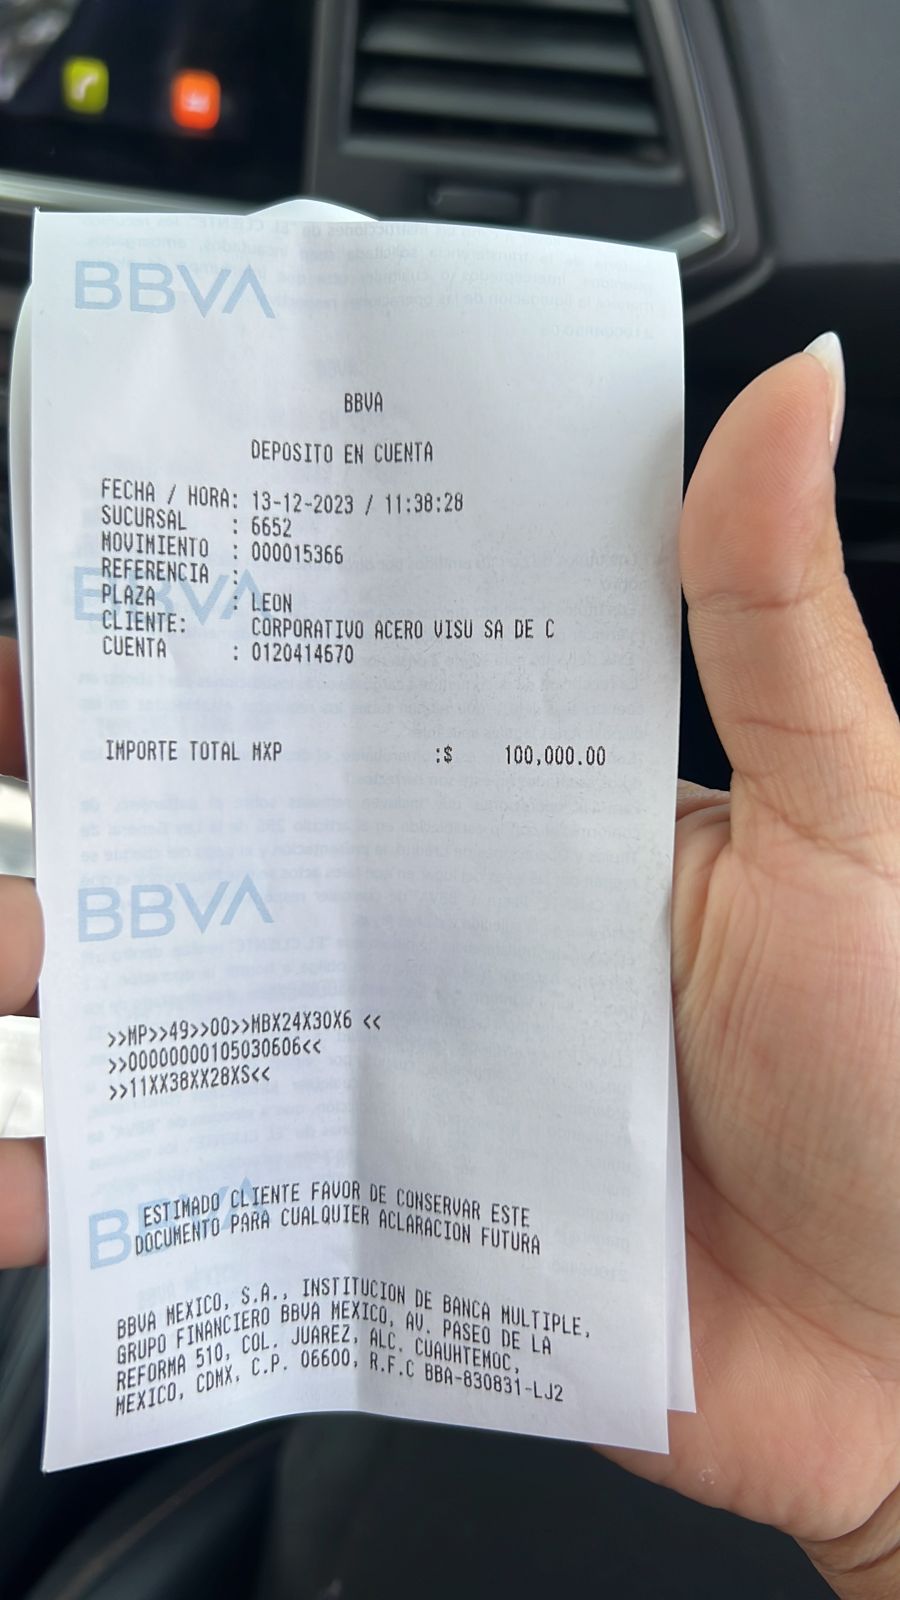 BBVA
BBVA
DEPOSITO EN CUENTA
FECHA / HORA: 13-12-2023 / 11:38:28
SUCURSAL : 6652
MOVIMIENTO : 000015366
REFERENCIA :
BBVA
PLAZA : LEON
CLIENTE: CORPORATIVO ACERO VISU SA DE C
CUENTA : 0120414670
IMPORTE TOTAL MXP :$ 100,000.00
BBVA
>>MP>>49>>00>>MBX24X30X6 <<
>>00000000105030606<<
>>11XX38XX28XS<<
BBVA
ESTIMADO CLIENTE FAVOR DE CONSERVAR ESTE
DOCUMENTO PARA CUALQUIER ACLARACION FUTURA
BBVA MEXICO, S.A., INSTITUCION DE BANCA MULTIPLE,
GRUPO FINANCIERO BBVA MEXICO, AV. PASEO DE LA
REFORMA 510, COL. JUAREZ, ALC. CUAUHTEMOC,
MEXICO, CDMX, C.P. 06600, R.F.C BBA-830831-LJ2